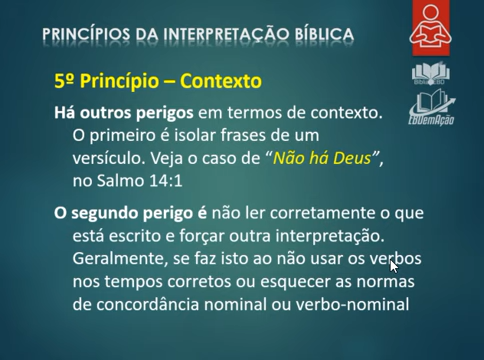 PRINCÍPIOS DA INTERPRETAÇÃO BÍBLICA
5º Princípio – Contexto
Há outros perigos em termos de contexto.
O primeiro é isolar frases de um
versículo. Veja o caso de “Não há Deus”,
no Salmo 14:1
O segundo perigo é não ler corretamente o que
está escrito e forçar outra interpretação.
Geralmente, se faz isto ao não usar os verbos
nos tempos corretos ou esquecer as normas
de concordância nominal ou verbo-nominal
EBDemAção